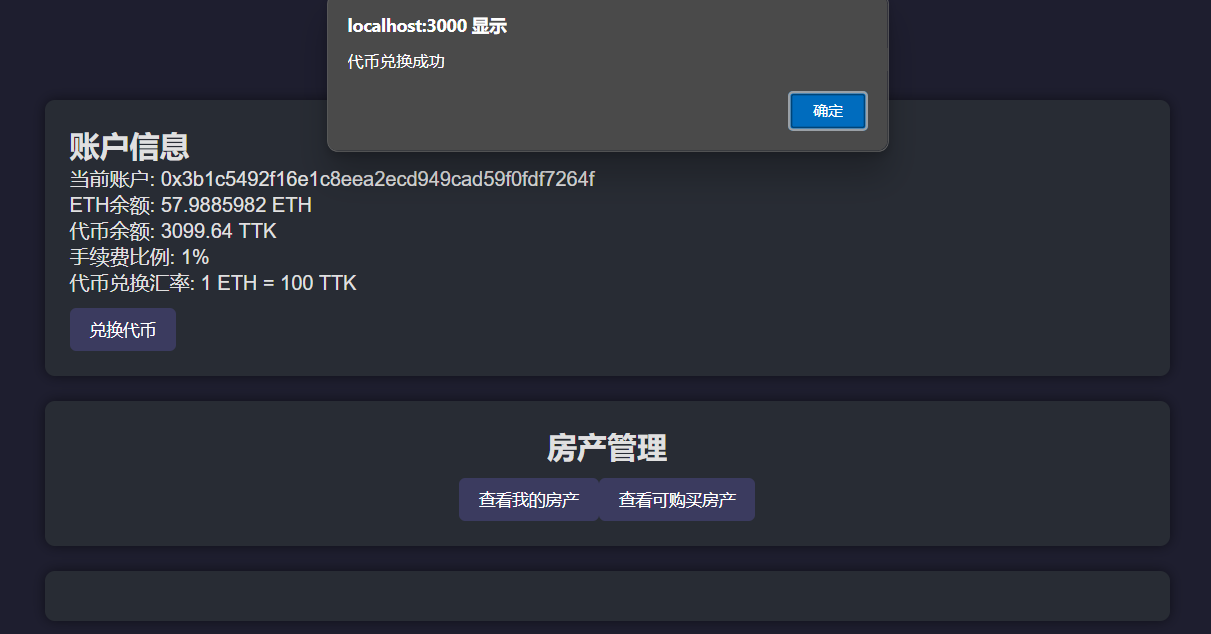 localhost:3000 显示
代币兑换成功
确定
账户信息
当前账户: 0x3b1c5492f16e1c8eea2ecd949cad59f0fdf7264f
ETH余额: 57.9885982 ETH
代币余额: 3099.64 TTK
手续费比例: 1%
代币兑换汇率: 1 ETH = 100 TTK
兑换代币
房产管理
查看我的房产 查看可购买房产